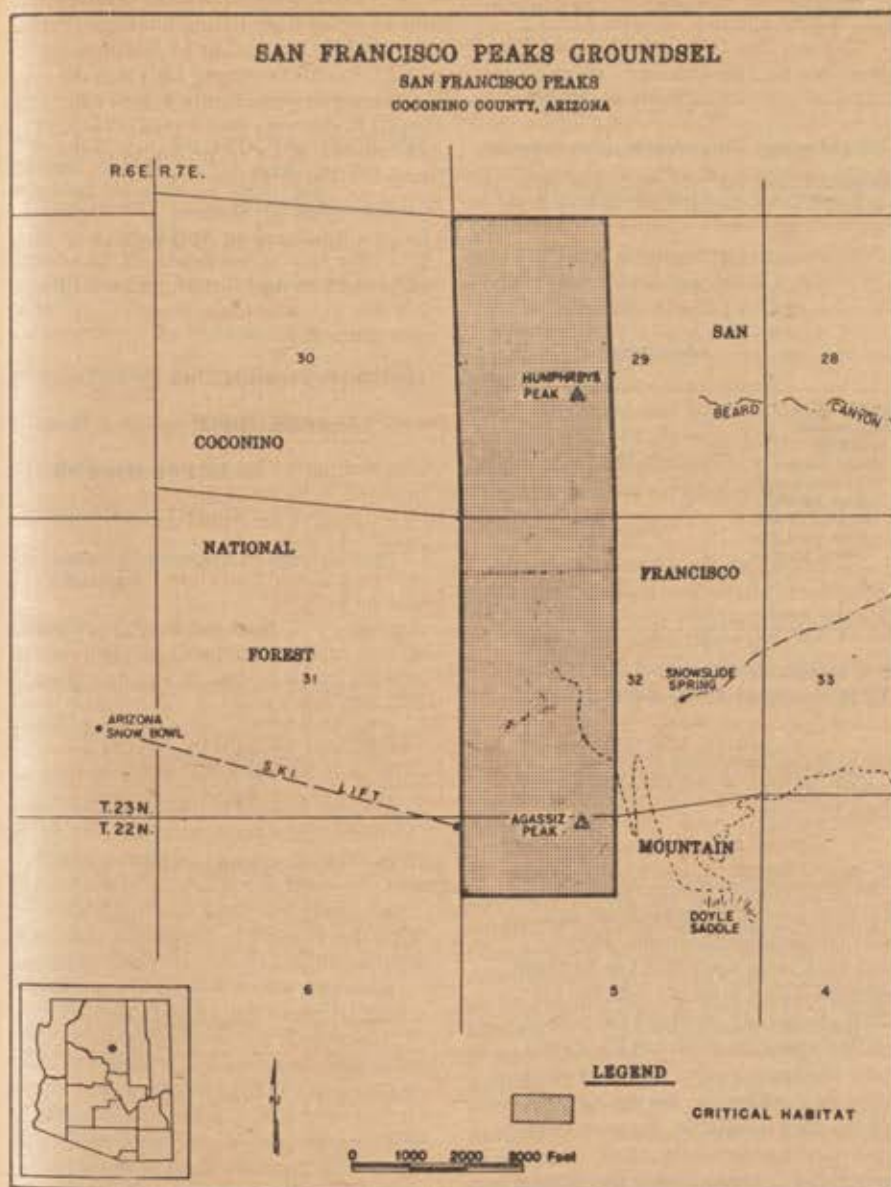 SAN FRANCISCO PEAKS GROUNDSEL
SAN FRANCISCO PEAKS
COCONINO COUNTY, ARIZONA
R.6E. R.7E.
30
29
SAN
28
HUMPHREYS
PEAK
BEARD CANYON
COCONINO
NATIONAL
FRANCISCO
FOREST
31
32
SNOWSLIDE
SPRING
33
ARIZONA
SNOW BOWL
SKI LIFT
T.23N.
T.22N.
AGASSIZ
PEAK
MOUNTAIN
DOYLE
SADDLE
6
5
4
N
LEGEND
CRITICAL HABITAT
0 1000 2000 3000 Feet